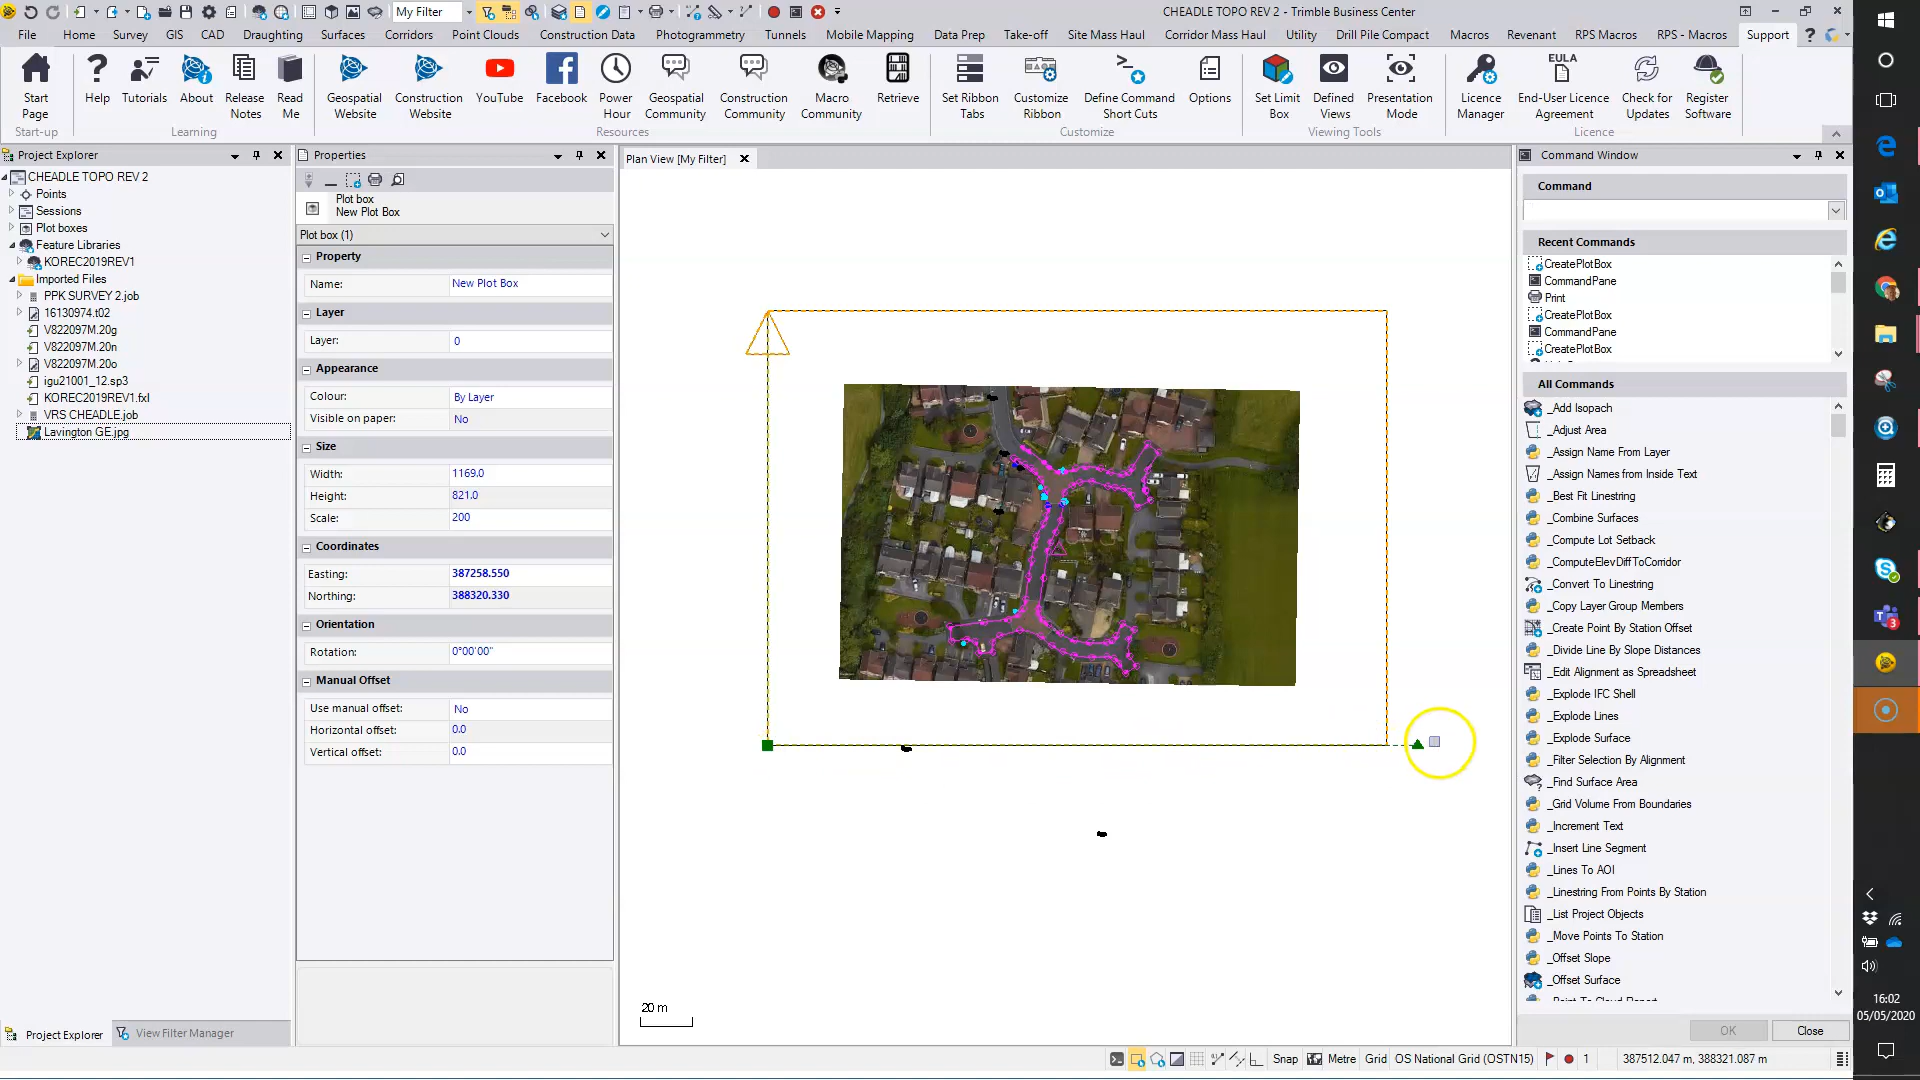 My Filter
CHEADLE TOPO REV 2 - Trimble Business Center
File Home Survey GIS CAD Draughting Surfaces Corridors Point Clouds Construction Data Photogrammetry Tunnels Mobile Mapping Data Prep Take-off Site Mass Haul Corridor Mass Haul Utility Drill Pile Compact Macros Revenant RPS Macros RPS - Macros Support
Start Page
Help
Tutorials
About
Release Notes
Read Me
Geospatial Website
Construction Website
YouTube
Facebook
Power Hour
Geospatial Community
Construction Community
Macro Community
Retrieve
Set Ribbon Tabs
Customize Ribbon
Define Command Short Cuts
Options
Set Limit Box
Defined Views
Presentation Mode
Licence Manager
EULA
End-User Licence Agreement
Check for Updates
Register Software
Start-up Learning Resources Customize Viewing Tools Licence
Project Explorer
CHEADLE TOPO REV 2
Points
Sessions
Plot boxes
Feature Libraries
KOREC2019REV1
Imported Files
PPK SURVEY 2.job
16130974.t02
V822097M.20g
V822097M.20n
V822097M.20o
igu21001_12.sp3
KOREC2019REV1.fxl
VRS CHEADLE.job
Lavington GE.jpg
Project Explorer
View Filter Manager
Properties
Plot box
New Plot Box
Plot box (1)
Property
Name: New Plot Box
Layer
Layer: 0
Appearance
Colour: By Layer
Visible on paper: No
Size
Width: 1169.0
Height: 821.0
Scale: 200
Coordinates
Easting: 387258.550
Northing: 388320.330
Orientation
Rotation: 0°00'00"
Manual Offset
Use manual offset: No
Horizontal offset: 0.0
Vertical offset: 0.0
Plan View [My Filter]
20 m
Command Window
Command
Recent Commands
CreatePlotBox
CommandPane
Print
CreatePlotBox
CommandPane
CreatePlotBox
All Commands
_Add Isopach
_Adjust Area
_Assign Name From Layer
_Assign Names from Inside Text
_Best Fit Linestring
_Combine Surfaces
_Compute Lot Setback
_ComputeElevDiffToCorridor
_Convert To Linestring
_Copy Layer Group Members
_Create Point By Station Offset
_Divide Line By Slope Distances
_Edit Alignment as Spreadsheet
_Explode IFC Shell
_Explode Lines
_Explode Surface
_Filter Selection By Alignment
_Find Surface Area
_Grid Volume From Boundaries
_Increment Text
_Insert Line Segment
_Lines To AOI
_Linestring From Points By Station
_List Project Objects
_Move Points To Station
_Offset Slope
_Offset Surface
OK
Close
Snap Metre Grid OS National Grid (OSTN15) 1 387512.047 m, 388321.087 m
3
16:02
05/05/2020